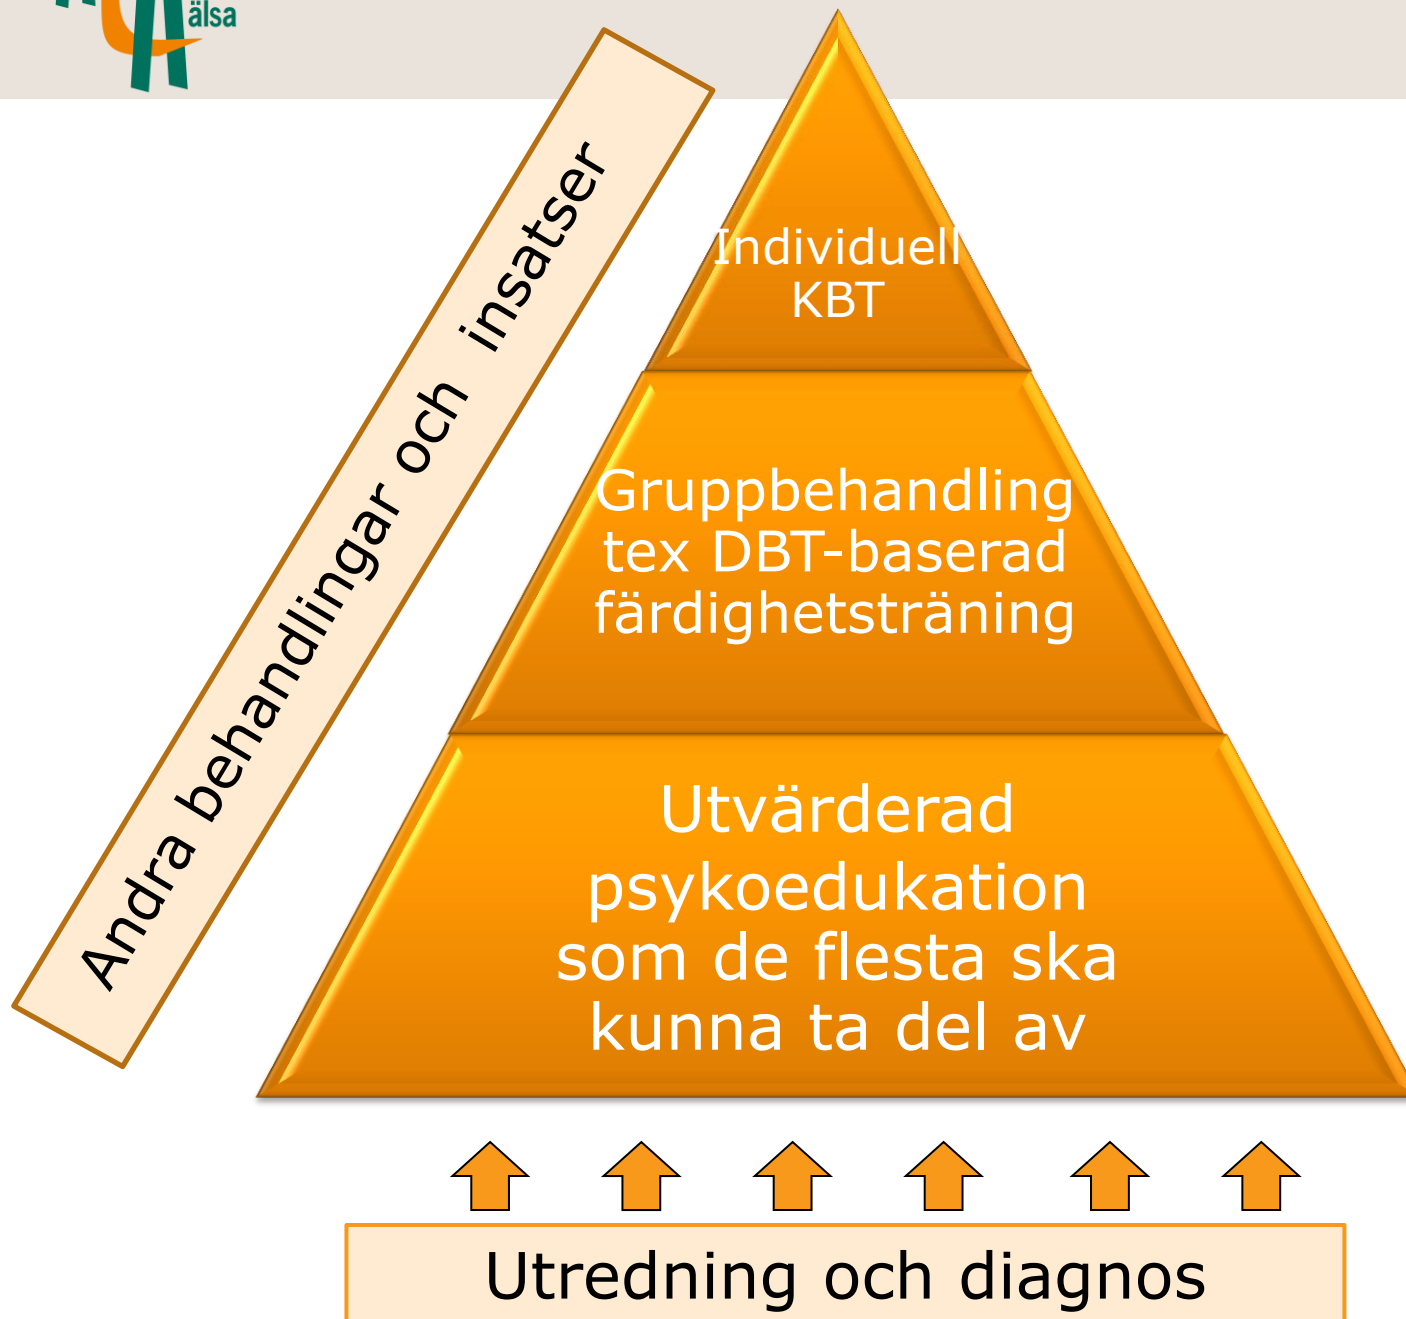 älsa
Andra behandlingar och insatser
Individuell
KBT
Gruppbehandling
tex DBT-baserad
färdighetsträning
Utvärderad
psykoedukation
som de flesta ska
kunna ta del av
Utredning och diagnos